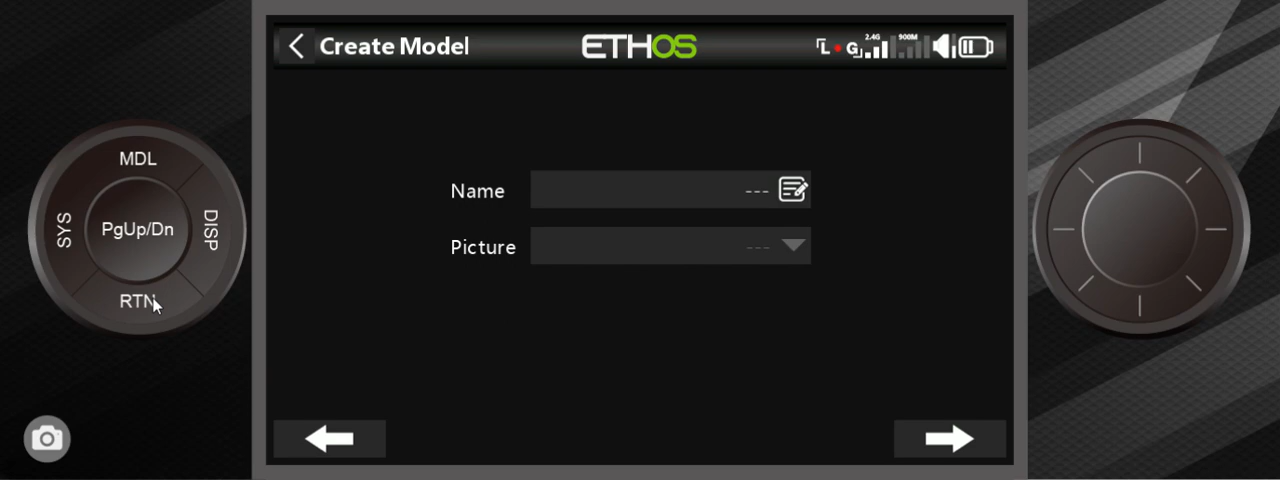 Create Model
ETHOS
L G 2.4G 900M
MDL
SYS
PgUp/Dn
DISP
RTN
Name ---
Picture ---